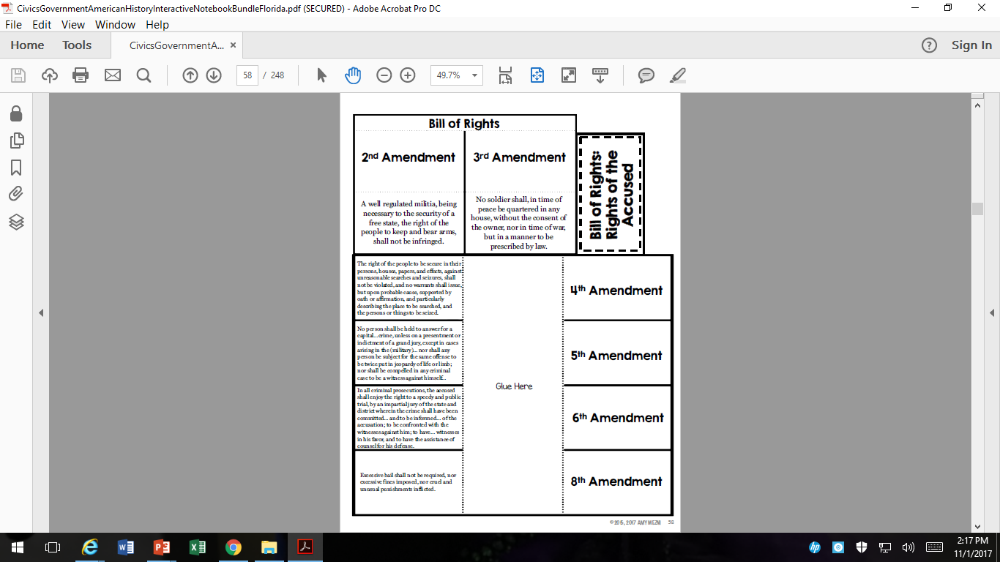 CivicsGovernmentAmericanHistoryInteractiveNotebookBundleFlorida.pdf (SECURED) - Adobe Acrobat Pro DC
File Edit View Window Help
Home Tools CivicsGovernmentA... × Sign In
58 / 248 49.7%
Bill of Rights
2nd Amendment
3rd Amendment
Bill of Rights:
Rights of the
Accused
A well regulated militia, being
necessary to the security of a
free state, the right of the
people to keep and bear arms,
shall not be infringed.
No soldier shall, in time of
peace be quartered in any
house, without the consent of
the owner, nor in time of war,
but in a manner to be
prescribed by law.
The right of the people to be secure in their
persons, houses, papers, and effects, against
unreasonable searches and seizures, shall
not be violated, and no warrants shall issue,
but upon probable cause, supported by
oath or affirmation, and particularly
describing the place to be searched, and
the persons or things to be seized.
4th Amendment
No person shall be held to answer for a
capital... crime, unless on a presentment or
indictment of a grand jury, except in cases
arising in the (military)... nor shall any
person be subject for the same offense to
be twice put in jeopardy of life or limb;
nor shall be compelled in any criminal
case to be a witness against himself...
5th Amendment
Glue Here
In all criminal prosecutions, the accused
shall enjoy the right to a speedy and public
trial, by an impartial jury of the state and
district wherein the crime shall have been
committed... and to be informed... of the
accusation; to be confronted with the
witnesses against him; to have... witnesses
in his favor, and to have the assistance of
counsel for his defense.
6th Amendment
Excessive bail shall not be required, nor
excessive fines imposed, nor cruel and
unusual punishments inflicted.
8th Amendment
© 2015, 2017 AMY MEZNI 58
2:17 PM
11/1/2017